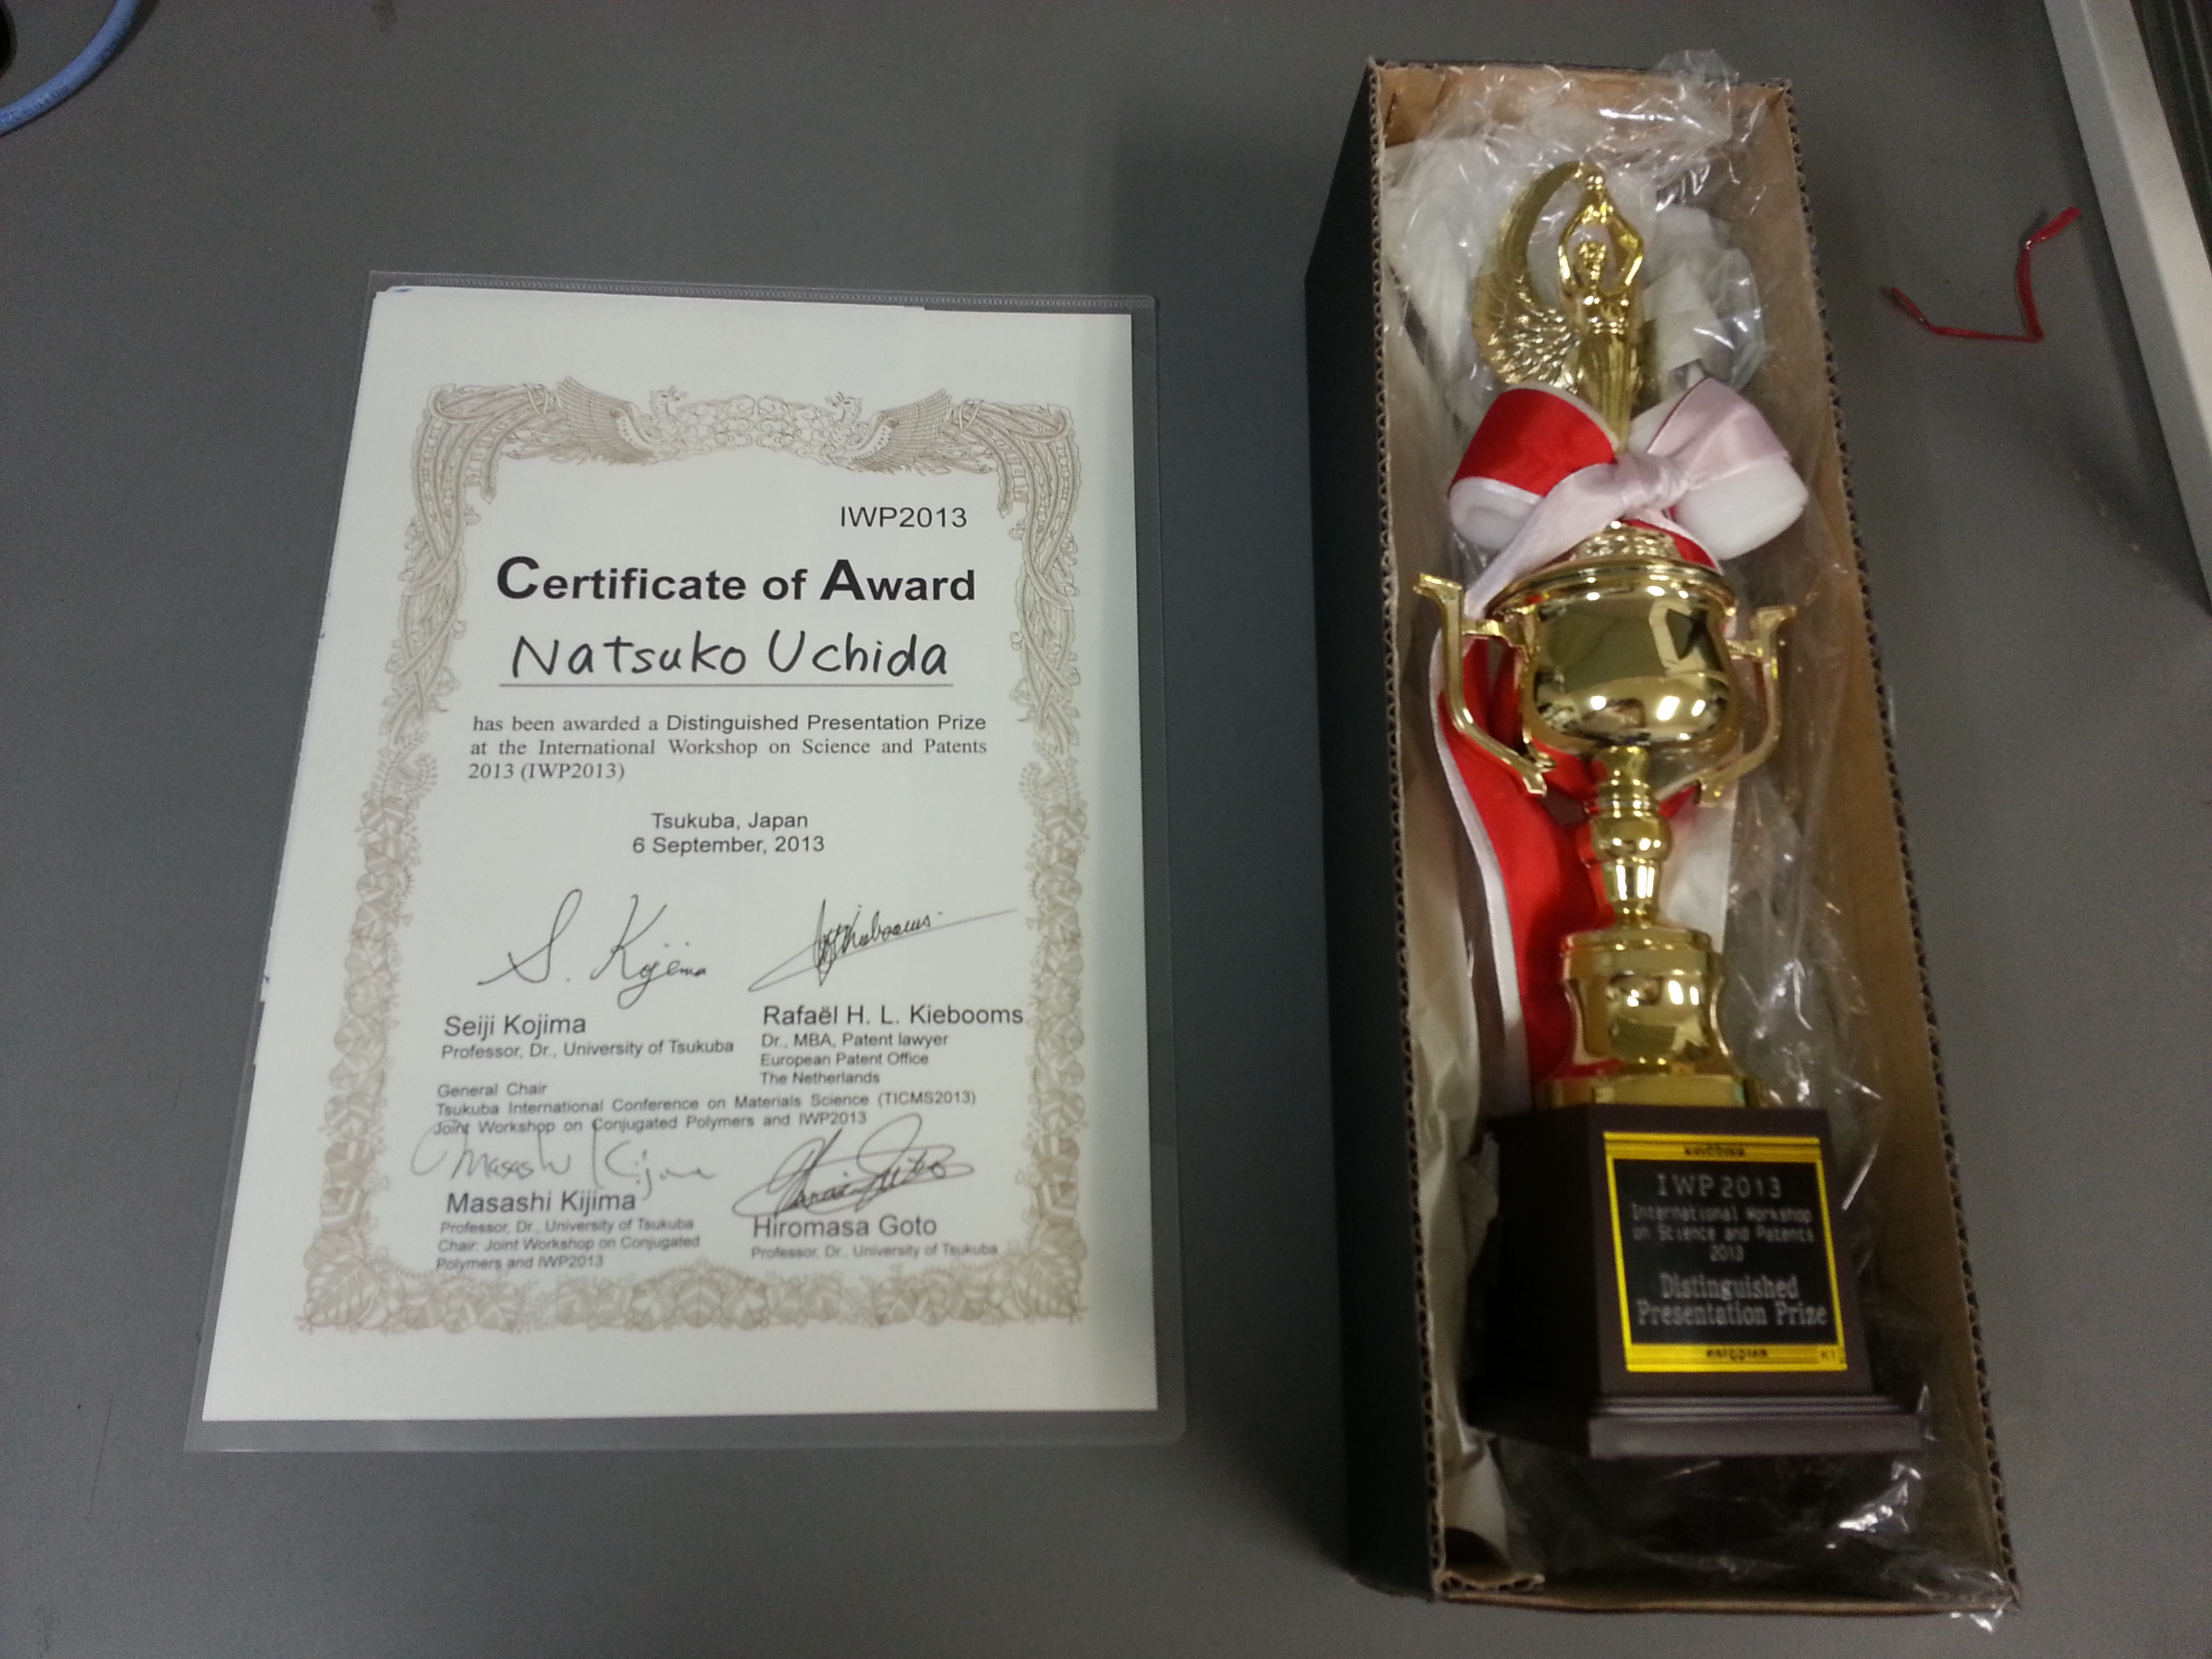 IWP2013
Certificate of Award
Natsuko Uchida
has been awarded a Distinguished Presentation Prize
at the International Workshop on Science and Patents
2013 (IWP2013)
Tsukuba, Japan
6 September, 2013
S. Kojima
Seiji Kojima
Professor, Dr., University of Tsukuba
Rafaël H. L. Kiebooms
Dr., MBA, Patent lawyer
European Patent Office
The Netherlands
General Chair
Tsukuba International Conference on Materials Science (TICMS2013)
Joint Workshop on Conjugated Polymers and IWP2013
Masashi Kijima
Masashi Kijima
Professor, Dr., University of Tsukuba
Chair: Joint Workshop on Conjugated
Polymers and IWP2013
Hiromasa Goto
Professor, Dr., University of Tsukuba
IWP2013
International Workshop
on Science and Patents
2013
Distinguished
Presentation Prize